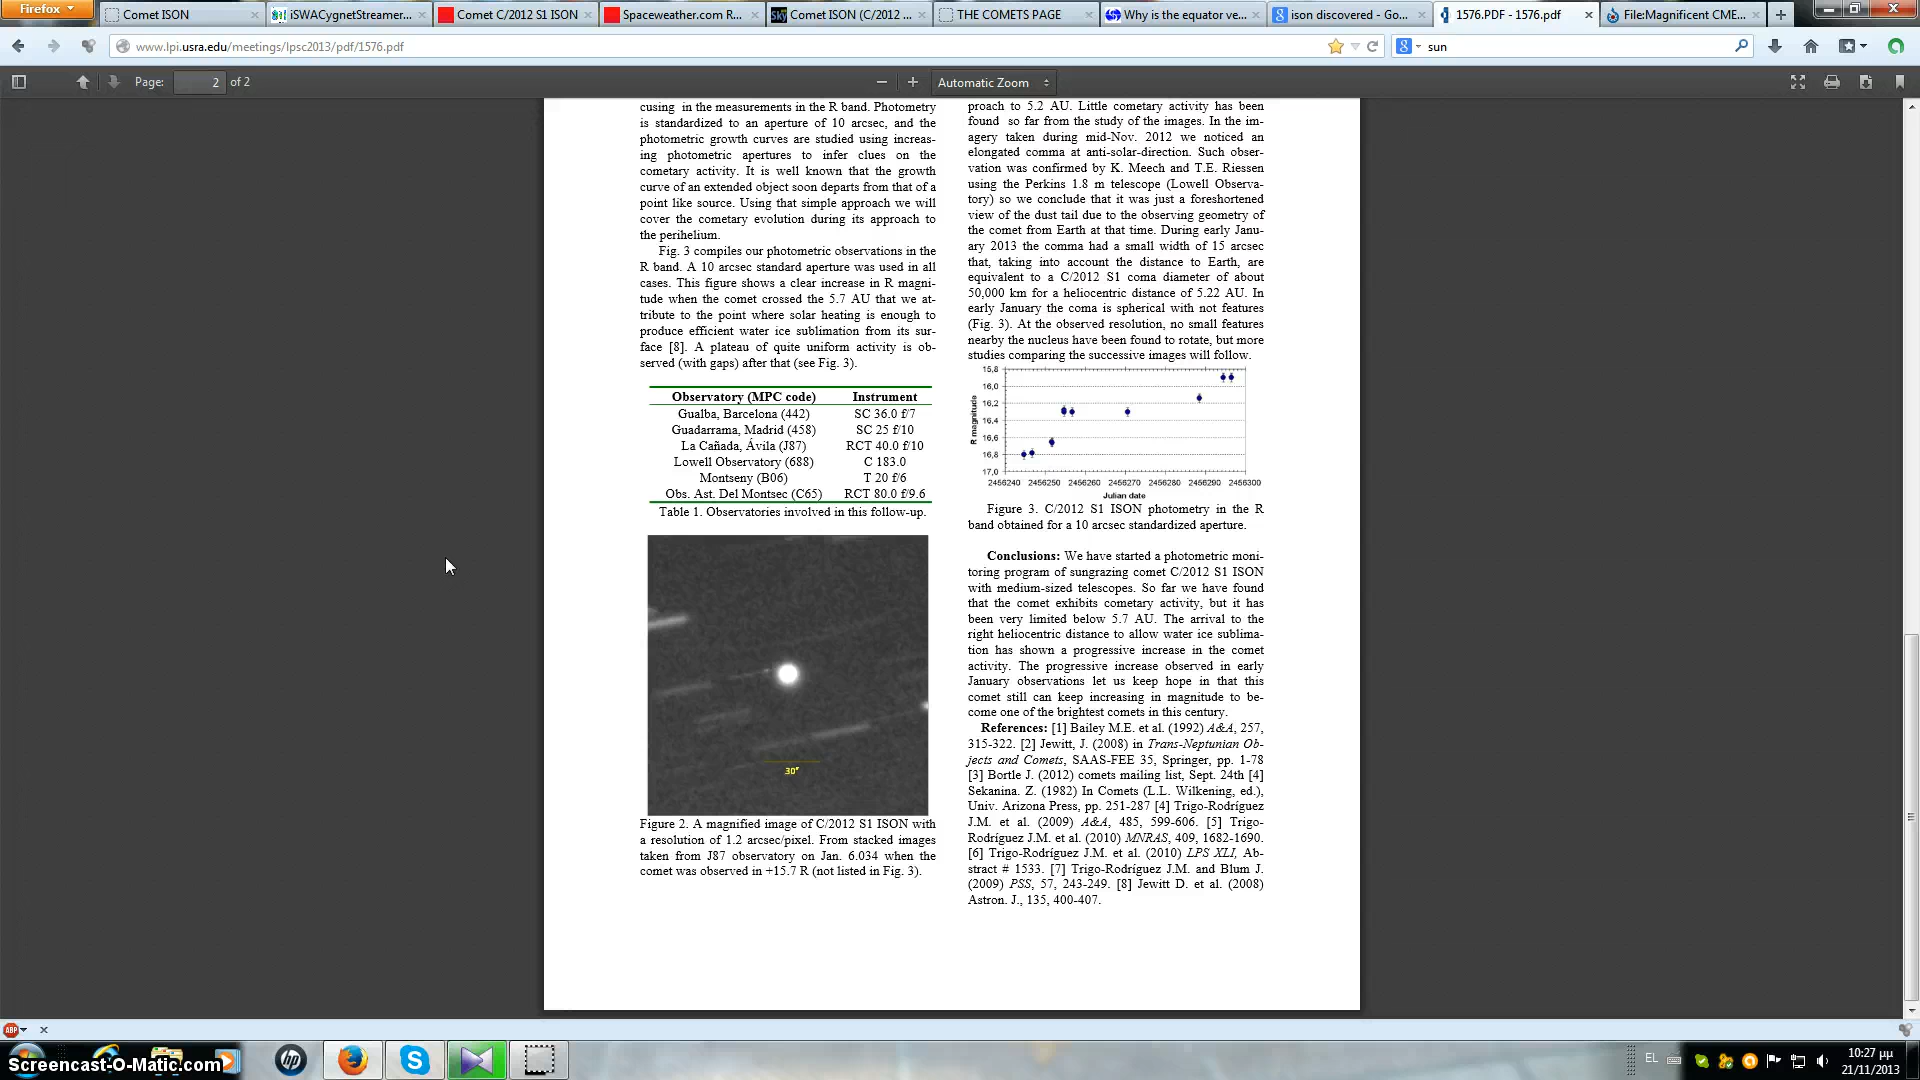 Firefox
Comet ISON
iSWACygnetStreamer...
Comet C/2012 S1 ISON
Spaceweather.com R...
Comet ISON (C/2012 ...
THE COMETS PAGE
Why is the equator ve...
ison discovered - Go...
1576.PDF - 1576.pdf
File:Magnificent CME...
www.lpi.usra.edu/meetings/lpsc2013/pdf/1576.pdf
sun
Page: 2 of 2
Automatic Zoom
cusing in the measurements in the R band. Photometry
is standardized to an aperture of 10 arcsec, and the
photometric growth curves are studied using increas-
ing photometric apertures to infer clues on the
cometary activity. It is well known that the growth
curve of an extended object soon departs from that of a
point like source. Using that simple approach we will
cover the cometary evolution during its approach to
the perihelium.
Fig. 3 compiles our photometric observations in the
R band. A 10 arcsec standard aperture was used in all
cases. This figure shows a clear increase in R magni-
tude when the comet crossed the 5.7 AU that we at-
tribute to the point where solar heating is enough to
produce efficient water ice sublimation from its sur-
face [8]. A plateau of quite uniform activity is ob-
served (with gaps) after that (see Fig. 3).
Observatory (MPC code) Instrument
Gualba, Barcelona (442) SC 36.0 f/7
Guadarrama, Madrid (458) SC 25 f/10
La Cañada, Ávila (J87) RCT 40.0 f/10
Lowell Observatory (688) C 183.0
Montseny (B06) T 20 f/6
Obs. Ast. Del Montsec (C65) RCT 80.0 f/9.6
Table 1. Observatories involved in this follow-up.
30"
Figure 2. A magnified image of C/2012 S1 ISON with
a resolution of 1.2 arcsec/pixel. From stacked images
taken from J87 observatory on Jan. 6.034 when the
comet was observed in +15.7 R (not listed in Fig. 3).
proach to 5.2 AU. Little cometary activity has been
found so far from the study of the images. In the im-
agery taken during mid-Nov. 2012 we noticed an
elongated comma at anti-solar-direction. Such obser-
vation was confirmed by K. Meech and T.E. Riessen
using the Perkins 1.8 m telescope (Lowell Observa-
tory) so we conclude that it was just a foreshortened
view of the dust tail due to the observing geometry of
the comet from Earth at that time. During early Janu-
ary 2013 the comma had a small width of 15 arcsec
that, taking into account the distance to Earth, are
equivalent to a C/2012 S1 coma diameter of about
50,000 km for a heliocentric distance of 5.22 AU. In
early January the coma is spherical with not features
(Fig. 3). At the observed resolution, no small features
nearby the nucleus have been found to rotate, but more
studies comparing the successive images will follow.
15,8
16,0
16,2
16,4
16,6
16,8
17,0
R magnitude
2456240 2456250 2456260 2456270 2456280 2456290 2456300
Julian date
Figure 3. C/2012 S1 ISON photometry in the R
band obtained for a 10 arcsec standardized aperture.
Conclusions: We have started a photometric moni-
toring program of sungrazing comet C/2012 S1 ISON
with medium-sized telescopes. So far we have found
that the comet exhibits cometary activity, but it has
been very limited below 5.7 AU. The arrival to the
right heliocentric distance to allow water ice sublima-
tion has shown a progressive increase in the comet
activity. The progressive increase observed in early
January observations let us keep hope in that this
comet still can keep increasing in magnitude to be-
come one of the brightest comets in this century.
References: [1] Bailey M.E. et al. (1992) A&A, 257,
315-322. [2] Jewitt, J. (2008) in Trans-Neptunian Ob-
jects and Comets, SAAS-FEE 35, Springer, pp. 1-78
[3] Bortle J. (2012) comets mailing list, Sept. 24th [4]
Sekanina. Z. (1982) In Comets (L.L. Wilkening, ed.),
Univ. Arizona Press, pp. 251-287 [4] Trigo-Rodríguez
J.M. et al. (2009) A&A, 485, 599-606. [5] Trigo-
Rodríguez J.M. et al. (2010) MNRAS, 409, 1682-1690.
[6] Trigo-Rodríguez J.M. et al. (2010) LPS XLI, Ab-
stract # 1533. [7] Trigo-Rodríguez J.M. and Blum J.
(2009) PSS, 57, 243-249. [8] Jewitt D. et al. (2008)
Astron. J., 135, 400-407.
ABP
Screencast-O-Matic.com
hp
EL
10:27 μμ
21/11/2013